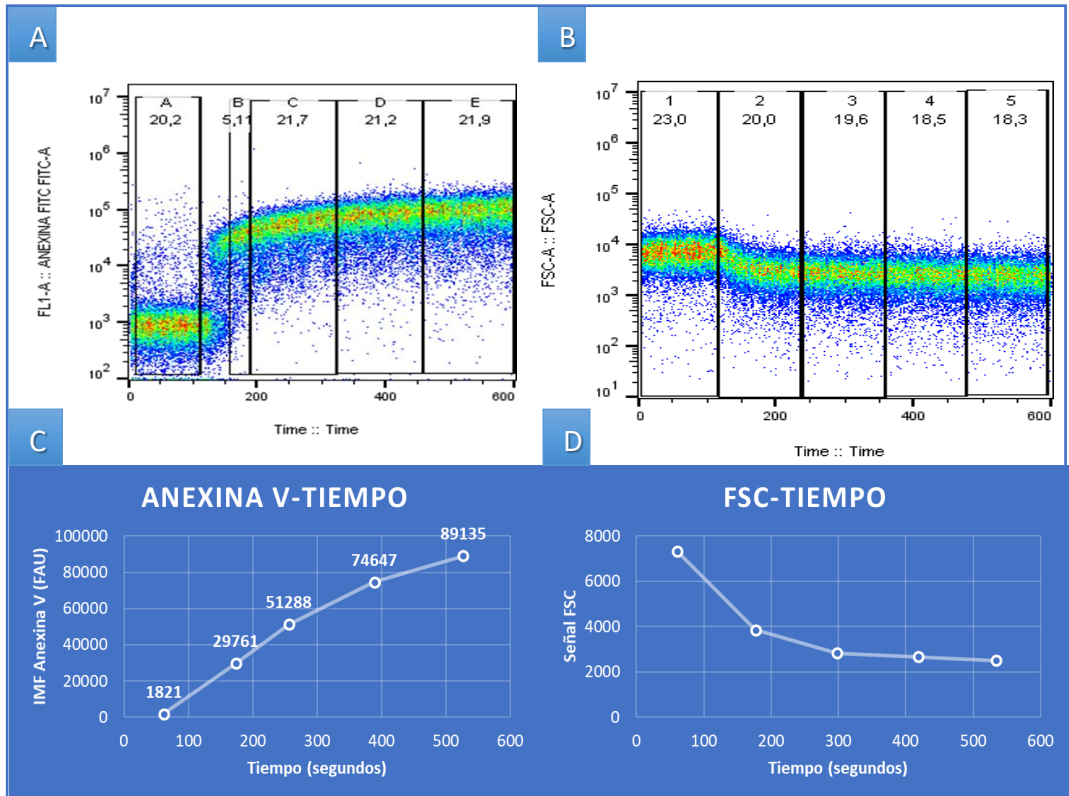 A
10⁷
10⁶
10⁵
10⁴
10³
10²
FL1-A :: ANEXINA FITC FITC-A
A B C D E
20,2 5,11 21,7 21,2 21,9
0 200 400 600
Time :: Time
B
10⁷
10⁶
10⁵
10⁴
10³
10²
10¹
FSC-A :: FSC-A
1 2 3 4 5
23,0 20,0 19,6 18,5 18,3
0 200 400 600
Time :: Time
C
ANEXINA V-TIEMPO
IMF Anexina V (FAU)
100000
80000
60000
40000
20000
0
1821
29761
51288
74647
89135
0 100 200 300 400 500 600
Tiempo (segundos)
D
FSC-TIEMPO
Señal FSC
8000
6000
4000
2000
0
0 100 200 300 400 500 600
Tiempo (segundos)